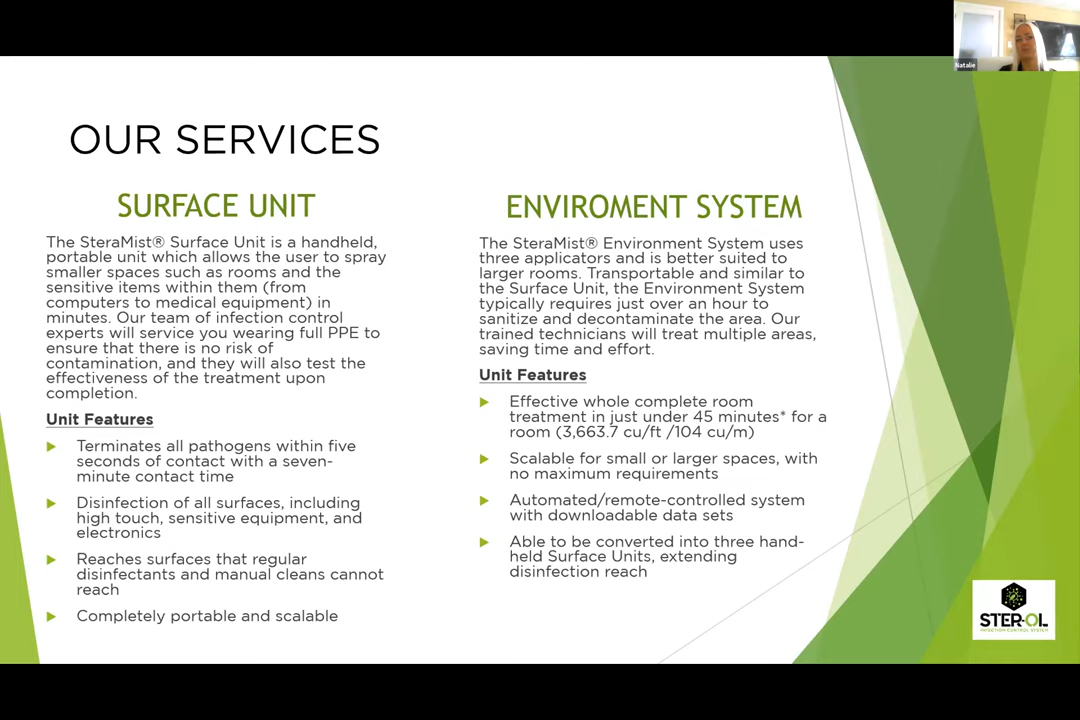 Natalie
OUR SERVICES
SURFACE UNIT
The SteraMist® Surface Unit is a handheld,
portable unit which allows the user to spray
smaller spaces such as rooms and the
sensitive items within them (from
computers to medical equipment) in
minutes. Our team of infection control
experts will service you wearing full PPE to
ensure that there is no risk of
contamination, and they will also test the
effectiveness of the treatment upon
completion.
Unit Features
Terminates all pathogens within five
seconds of contact with a seven-
minute contact time
Disinfection of all surfaces, including
high touch, sensitive equipment, and
electronics
Reaches surfaces that regular
disinfectants and manual cleans cannot
reach
Completely portable and scalable
ENVIROMENT SYSTEM
The SteraMist® Environment System uses
three applicators and is better suited to
larger rooms. Transportable and similar to
the Surface Unit, the Environment System
typically requires just over an hour to
sanitize and decontaminate the area. Our
trained technicians will treat multiple areas,
saving time and effort.
Unit Features
Effective whole complete room
treatment in just under 45 minutes* for a
room (3,663.7 cu/ft /104 cu/m)
Scalable for small or larger spaces, with
no maximum requirements
Automated/remote-controlled system
with downloadable data sets
Able to be converted into three hand-
held Surface Units, extending
disinfection reach
STER-OL
INFECTION CONTROL SYSTEM